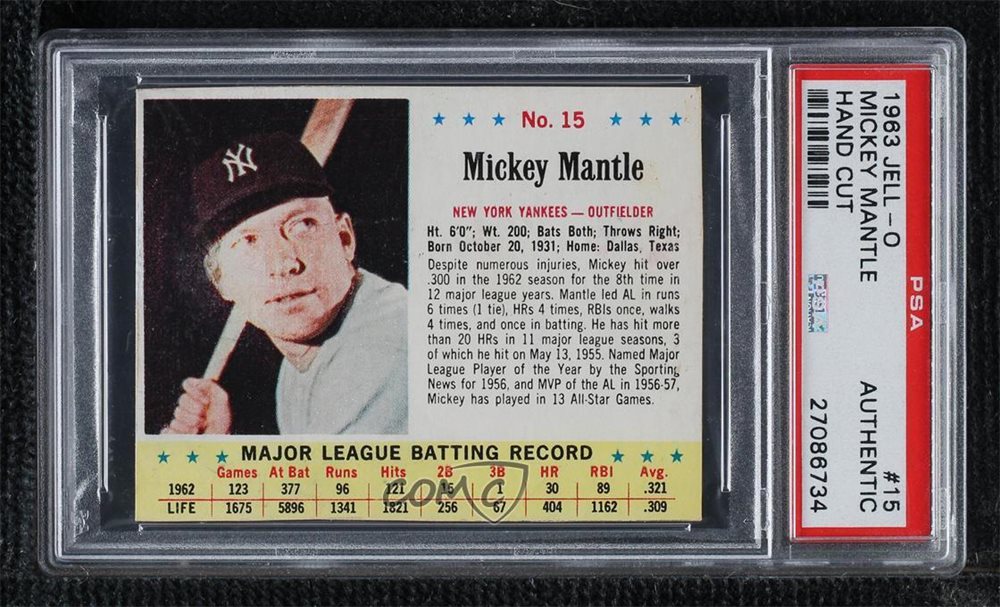 NY
★ ★ ★ No. 15 ★ ★ ★
Mickey Mantle
NEW YORK YANKEES — OUTFIELDER
Ht. 6'0"; Wt. 200; Bats Both; Throws Right;
Born October 20, 1931; Home: Dallas, Texas
Despite numerous injuries, Mickey hit over
.300 in the 1962 season for the 8th time in
12 major league years. Mantle led AL in runs
6 times (1 tie), HRs 4 times, RBIs once, walks
4 times, and once in batting. He has hit more
than 20 HRs in 11 major league seasons, 3
of which he hit on May 13, 1955. Named Major
League Player of the Year by the Sporting
News for 1956, and MVP of the AL in 1956-57,
Mickey has played in 13 All-Star Games.
★ ★ ★ MAJOR LEAGUE BATTING RECORD ★ ★ ★
Games At Bat Runs Hits 2B 3B HR RBI Avg.
1962 123 377 96 121 15 1 30 89 .321
LIFE 1675 5896 1341 1821 256 67 404 1162 .309
COMC
PSA
1963 JELL-O #15
MICKEY MANTLE AUTHENTIC
HAND CUT
27086734